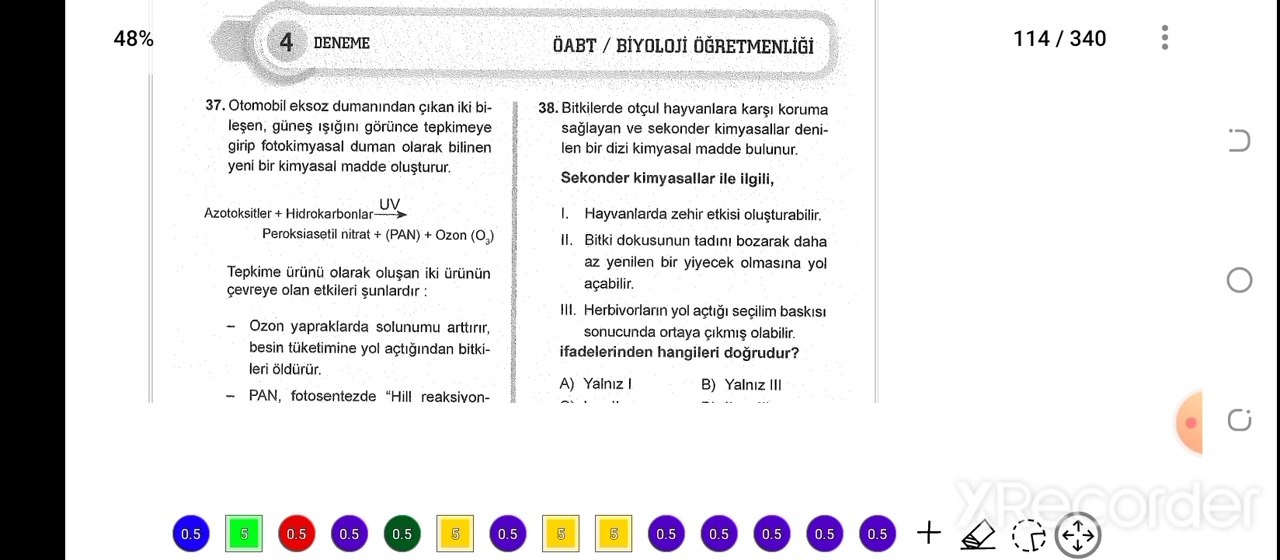 48%
4 DENEME
ÖABT / BİYOLOJİ ÖĞRETMENLİĞİ
114 / 340
37. Otomobil eksoz dumanından çıkan iki bi-
leşen, güneş ışığını görünce tepkimeye
girip fotokimyasal duman olarak bilinen
yeni bir kimyasal madde oluşturur.
Azotoksitler + Hidrokarbonlar UV→
Peroksiasetil nitrat + (PAN) + Ozon (O₃)
Tepkime ürünü olarak oluşan iki ürünün
çevreye olan etkileri şunlardır :
– Ozon yapraklarda solunumu arttırır,
besin tüketimine yol açtığından bitki-
leri öldürür.
– PAN, fotosentezde "Hill reaksiyon-
38. Bitkilerde otçul hayvanlara karşı koruma
sağlayan ve sekonder kimyasallar deni-
len bir dizi kimyasal madde bulunur.
Sekonder kimyasallar ile ilgili,
I. Hayvanlarda zehir etkisi oluşturabilir.
II. Bitki dokusunun tadını bozarak daha
az yenilen bir yiyecek olmasına yol
açabilir.
III. Herbivorların yol açtığı seçilim baskısı
sonucunda ortaya çıkmış olabilir.
ifadelerinden hangileri doğrudur?
A) Yalnız I B) Yalnız III
0.5 5 0.5 0.5 0.5 5 0.5 5 5 0.5 0.5 0.5 0.5 0.5
XRecorder